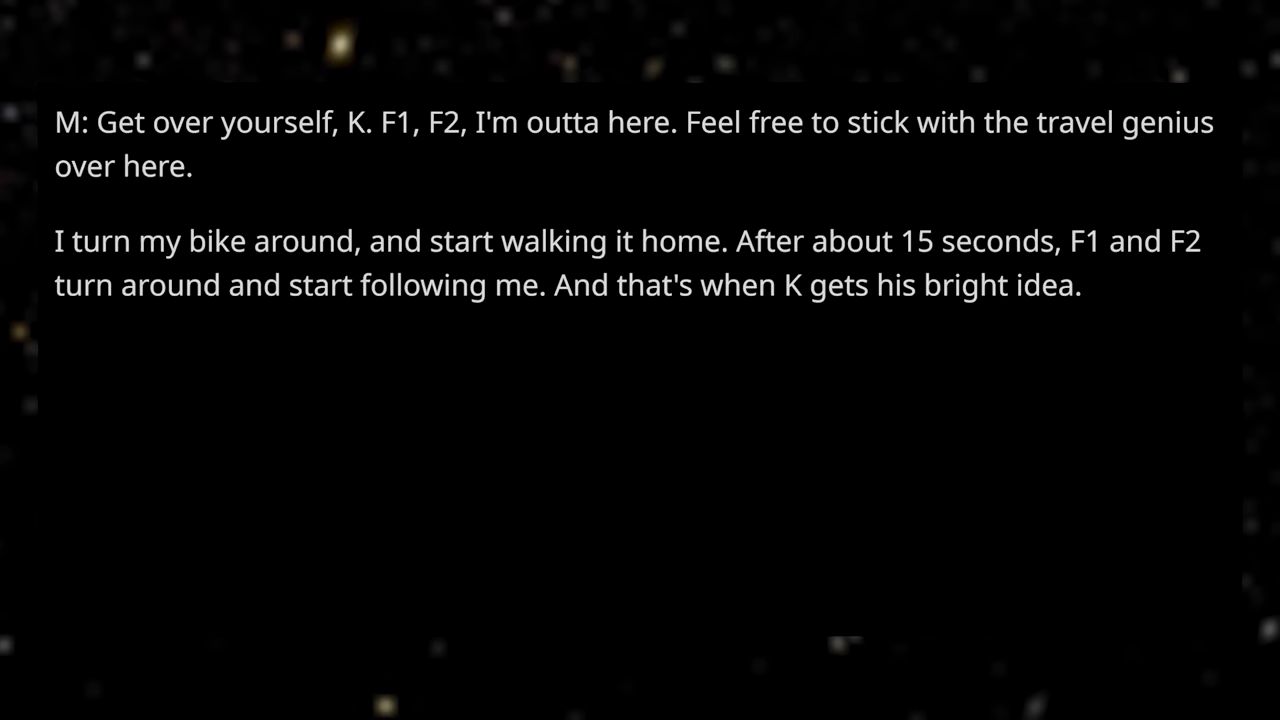 M: Get over yourself, K. F1, F2, I'm outta here. Feel free to stick with the travel genius
over here.
I turn my bike around, and start walking it home. After about 15 seconds, F1 and F2
turn around and start following me. And that's when K gets his bright idea.